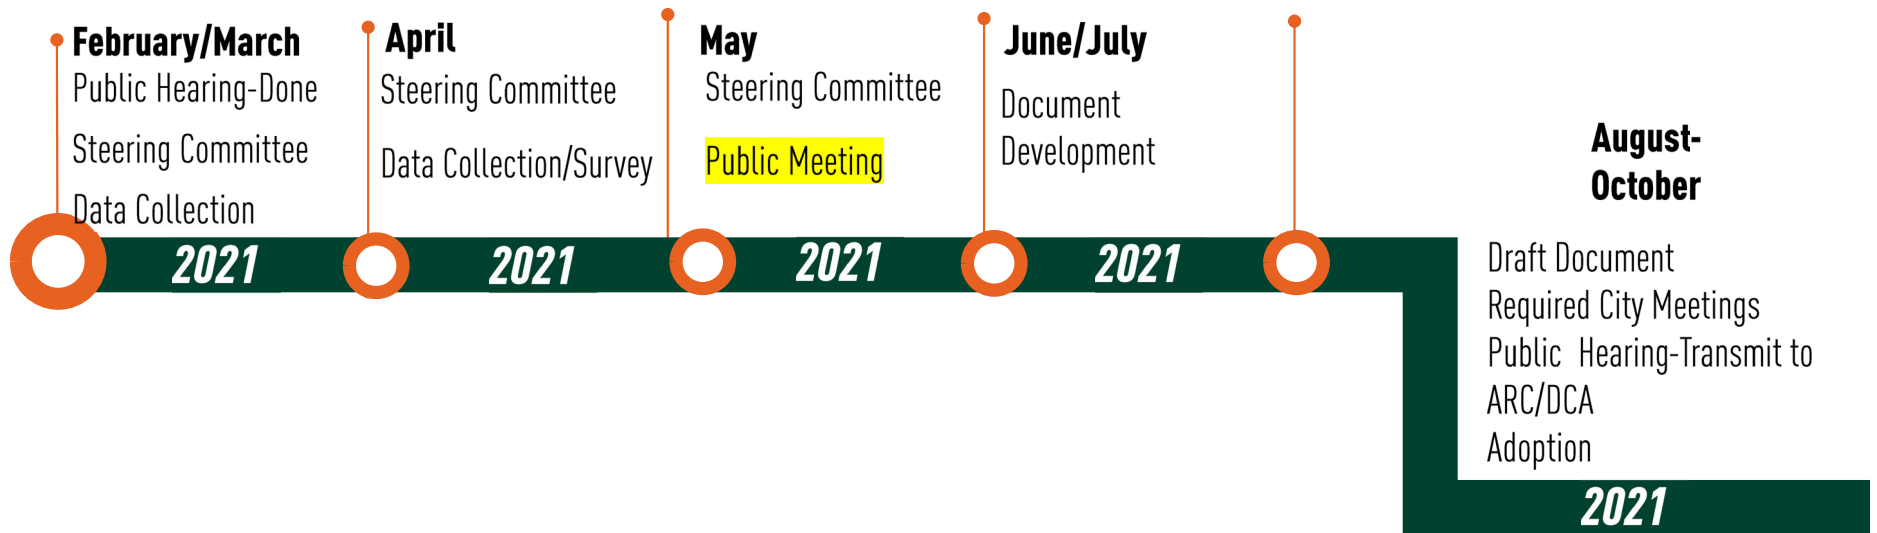 February/March
Public Hearing-Done
Steering Committee
Data Collection
2021
April
Steering Committee
Data Collection/Survey
2021
May
Steering Committee
Public Meeting
2021
June/July
Document
Development
2021
August-
October
Draft Document
Required City Meetings
Public Hearing-Transmit to
ARC/DCA
Adoption
2021